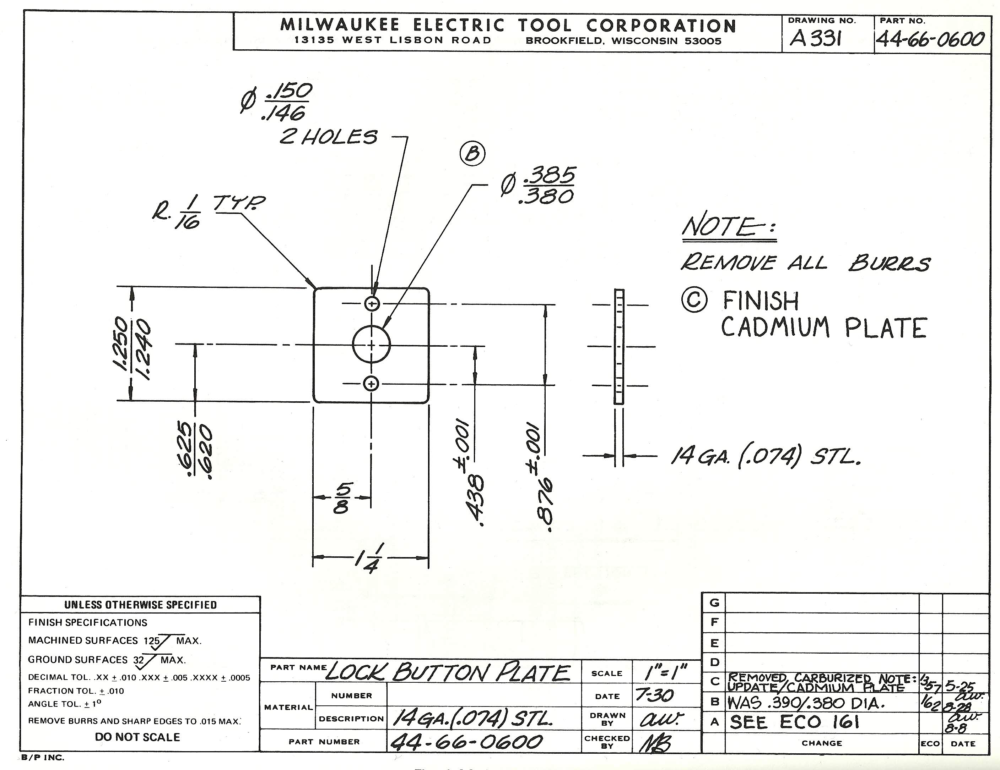 MILWAUKEE ELECTRIC TOOL CORPORATION
13135 WEST LISBON ROAD BROOKFIELD, WISCONSIN 53005
DRAWING NO.
A331
PART NO.
44-66-0600
Ø .150
.146
2 HOLES
B
Ø .385
.380
R. 1/16 TYP.
NOTE:
REMOVE ALL BURRS
C FINISH
CADMIUM PLATE
1.250
1.240
.625
.620
5/8
1 1/4
.438 ±.001
.876 ±.001
14 GA. (.074) STL.
UNLESS OTHERWISE SPECIFIED
FINISH SPECIFICATIONS
MACHINED SURFACES 125 MAX.
GROUND SURFACES 32 MAX.
DECIMAL TOL. .XX ± .010 .XXX ± .005 .XXXX ± .0005
FRACTION TOL. ± .010
ANGLE TOL. ± 1°
REMOVE BURRS AND SHARP EDGES TO .015 MAX.
DO NOT SCALE
B/P INC.
PART NAME LOCK BUTTON PLATE
SCALE 1"=1"
MATERIAL
NUMBER
DATE 7-30
DESCRIPTION 14 GA. (.074) STL.
DRAWN BY aw.
PART NUMBER 44-66-0600
CHECKED BY MB
G
F
E
D
C REMOVED CARBURIZED NOTE: 1357 5-25
UPDATE/CADMIUM PLATE aw.
B WAS .390/.380 DIA. 162 8-28
aw.
A SEE ECO 161 8-8
CHANGE ECO DATE